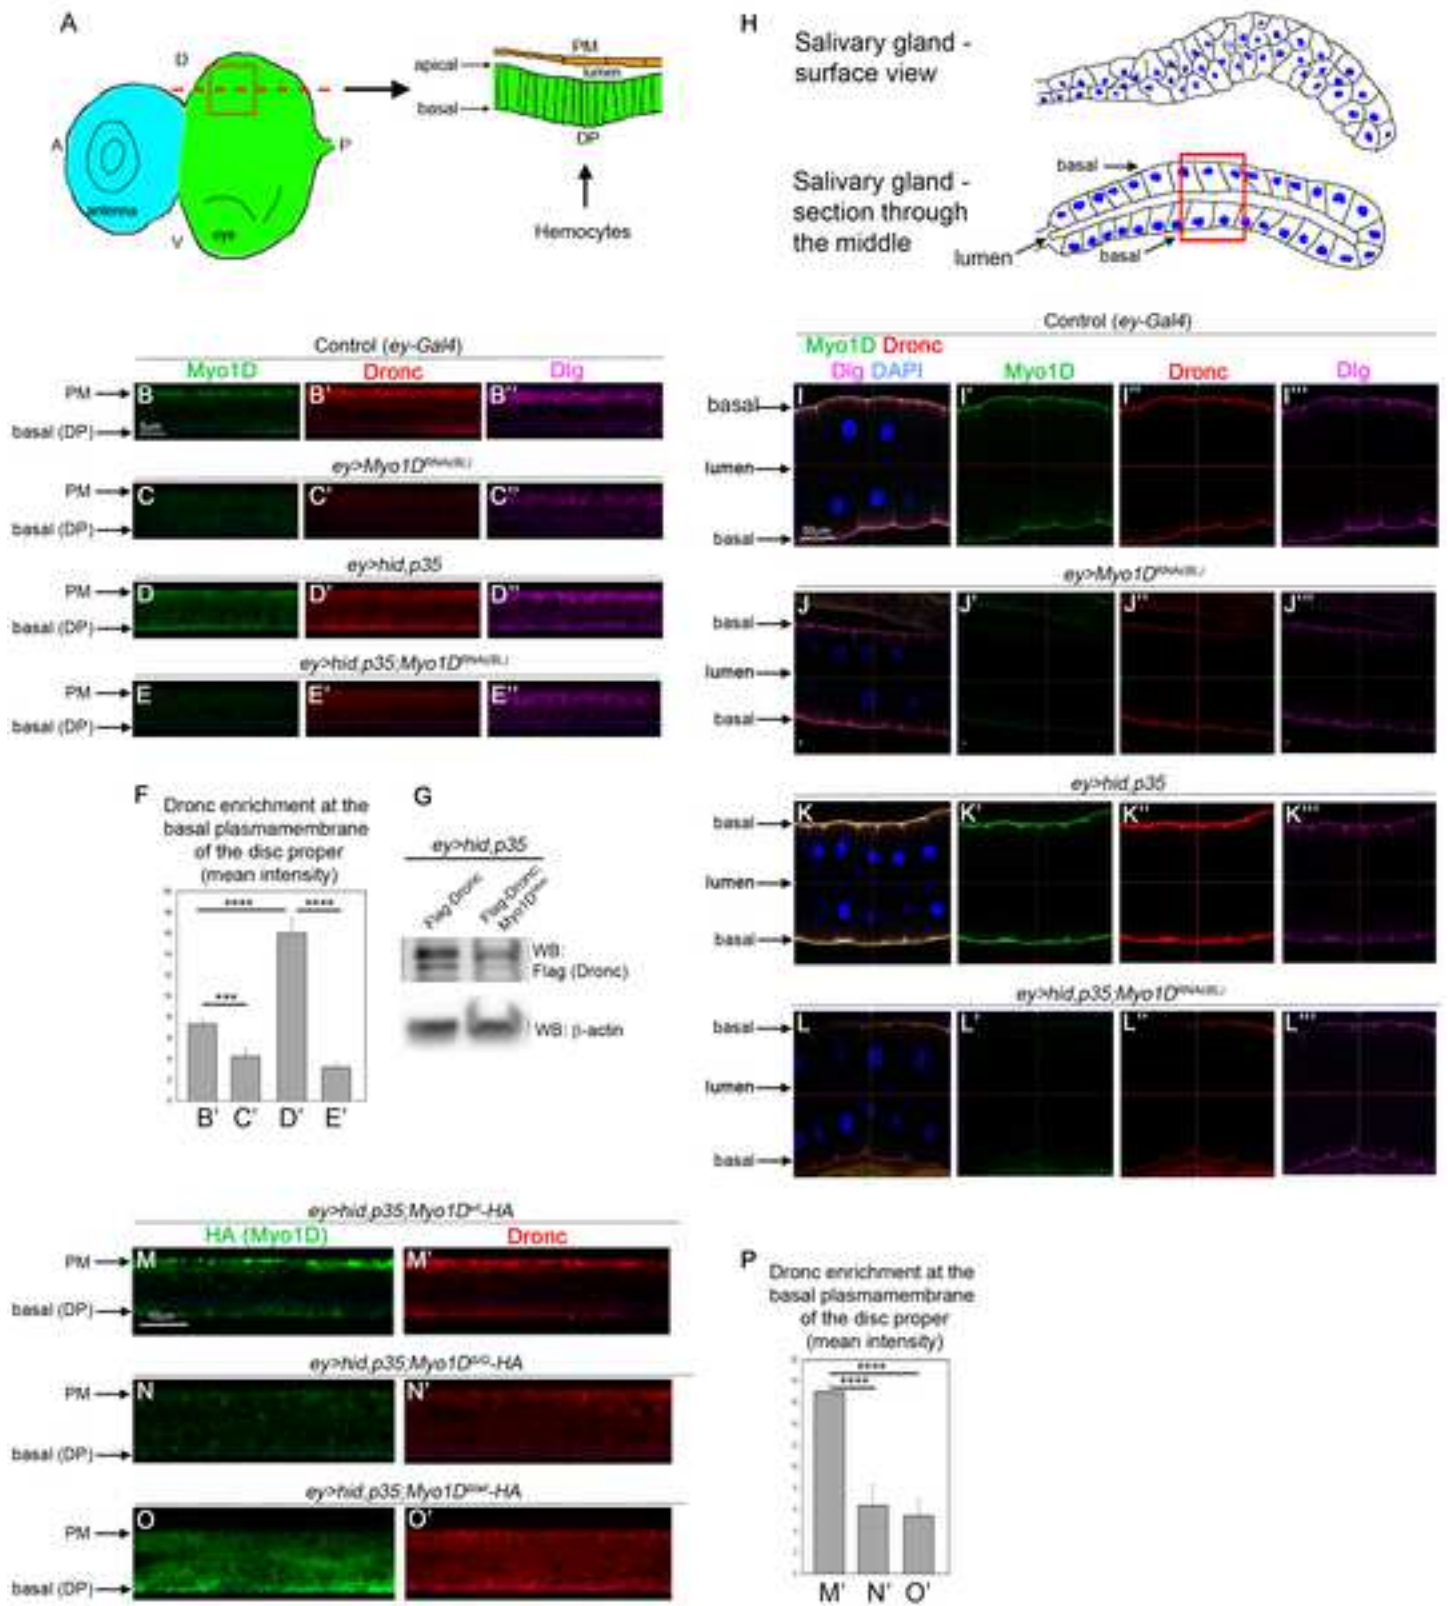 A
D
PM
apical
lumen
basal
DP
A
P
antenna
eye
V
Hemocytes
H
Salivary gland -
surface view
basal
Salivary gland -
section through
the middle
lumen
basal
Control (ey-Gal4)
Myo1D Dronc Dlg
PM B B' B''
basal (DP)
ey>Myo1D
PM C C' C''
basal (DP)
ey>hid,p35
PM D D' D''
basal (DP)
ey>hid,p35;Myo1D
PM E E' E''
basal (DP)
F
Dronc enrichment at the
basal plasmamembrane
of the disc proper
(mean intensity)
**** ****
***
B' C' D' E'
G
ey>hid,p35
Flag-Dronc
Flag-Dronc;
Myo1D
WB:
Flag (Dronc)
WB: β-actin
Control (ey-Gal4)
Myo1D Dronc
Dlg DAPI Myo1D Dronc Dlg
I I' I'' I'''
basal
lumen
basal
ey>Myo1D
J J' J'' J'''
basal
lumen
basal
ey>hid,p35
K K' K'' K'''
basal
lumen
basal
ey>hid,p35;Myo1D
L L' L'' L'''
basal
lumen
basal
ey>hid,p35;Myo1D -HA
HA (Myo1D) Dronc
PM M M'
basal (DP)
ey>hid,p35;Myo1D -HA
PM N N'
basal (DP)
ey>hid,p35;Myo1D -HA
PM O O'
basal (DP)
P
Dronc enrichment at the
basal plasmamembrane
of the disc proper
(mean intensity)
****
****
M' N' O'